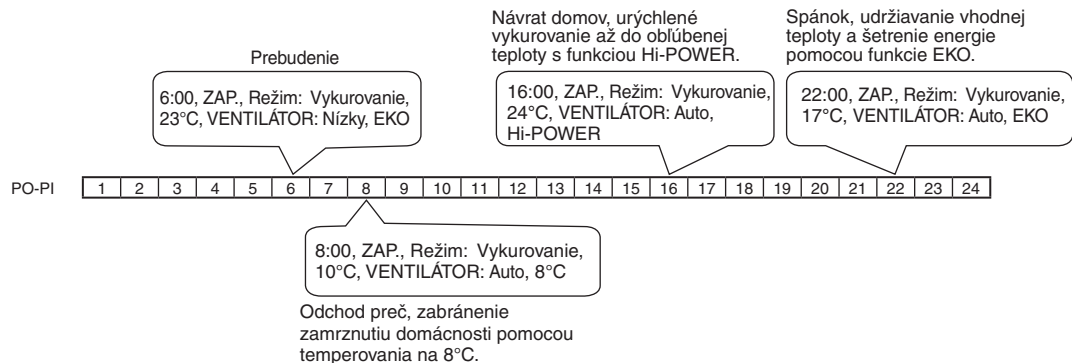 Prebudenie
6:00, ZAP., Režim: Vykurovanie,
23°C, VENTILÁTOR: Nízky, EKO
Návrat domov, urýchlené
vykurovanie až do obľúbenej
teploty s funkciou Hi-POWER.
16:00, ZAP., Režim: Vykurovanie,
24°C, VENTILÁTOR: Auto,
Hi-POWER
Spánok, udržiavanie vhodnej
teploty a šetrenie energie
pomocou funkcie EKO.
22:00, ZAP., Režim: Vykurovanie,
17°C, VENTILÁTOR: Auto, EKO
PO-PI 1 2 3 4 5 6 7 8 9 10 11 12 13 14 15 16 17 18 19 20 21 22 23 24
8:00, ZAP., Režim: Vykurovanie,
10°C, VENTILÁTOR: Auto, 8°C
Odchod preč, zabránenie
zamrznutiu domácnosti pomocou
temperovania na 8°C.